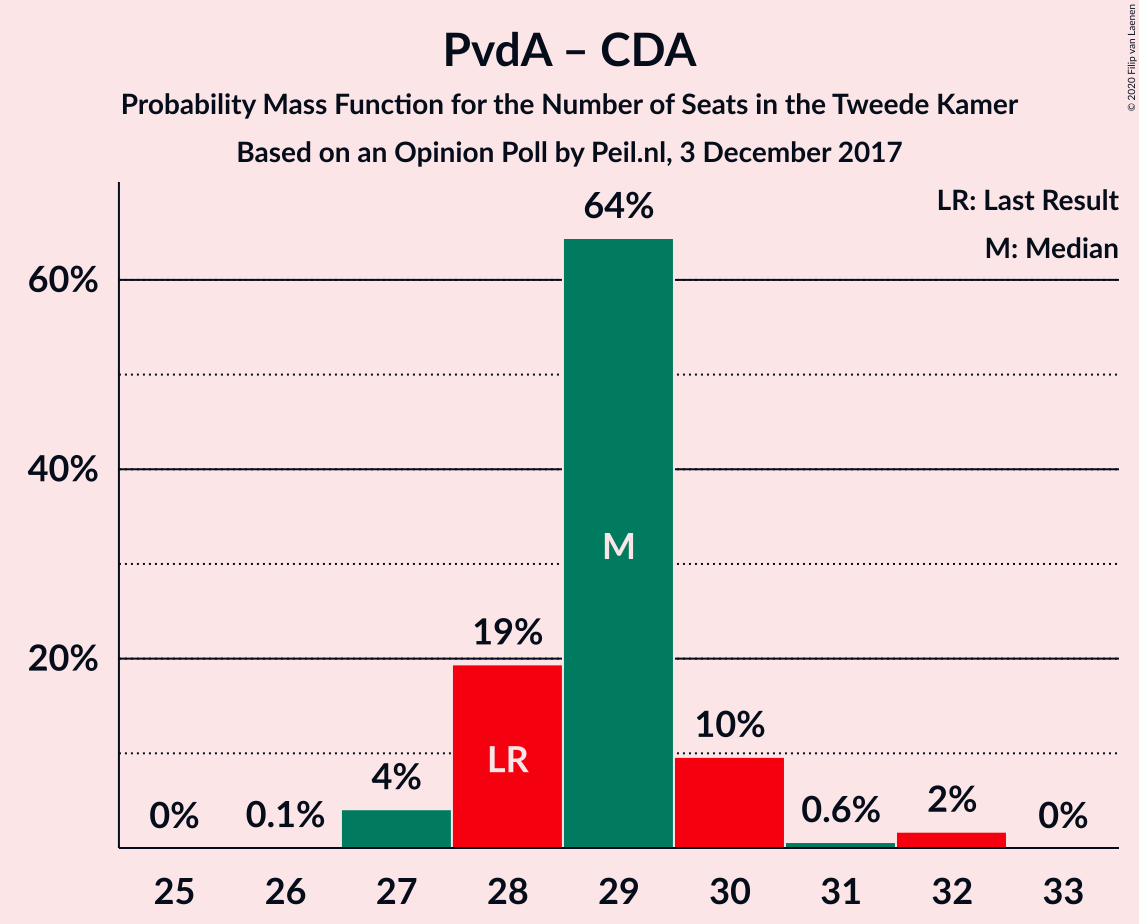 PvdA – CDA
Probability Mass Function for the Number of Seats in the Tweede Kamer
Based on an Opinion Poll by Peil.nl, 3 December 2017
© 2020 Filip van Laenen
LR: Last Result
M: Median
64%
60%
40%
M
19%
20%
10%
LR
4%
0%
0.1%
0.6%
2%
0%
25 26 27 28 29 30 31 32 33